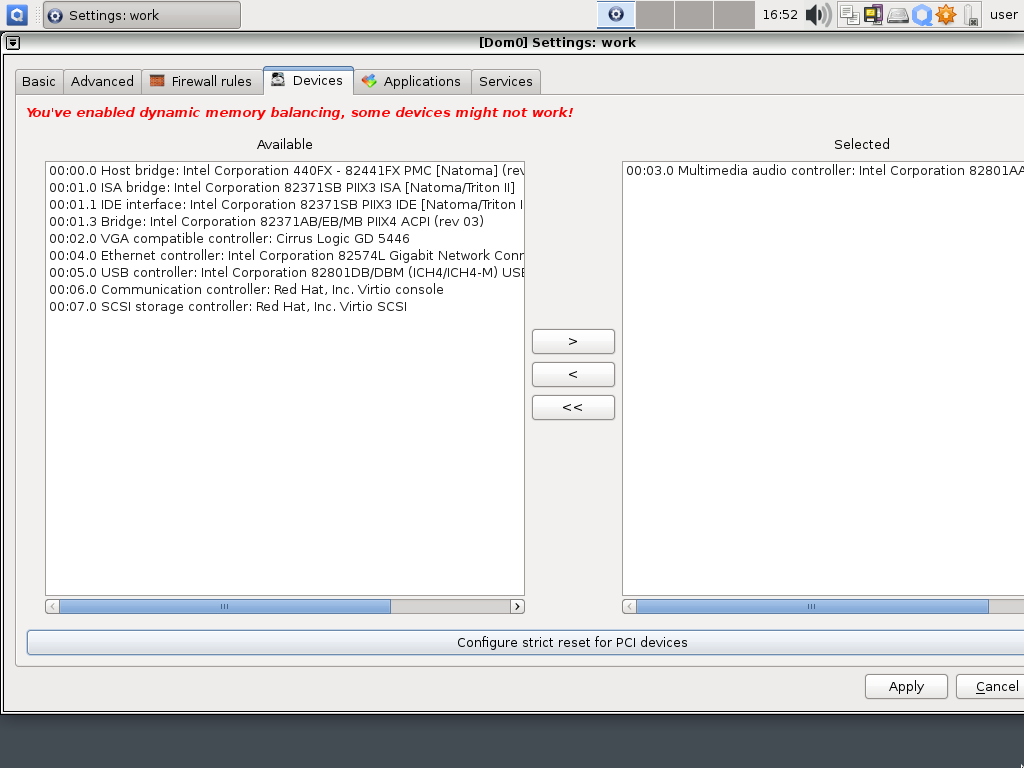 Settings: work
16:52
user
[Dom0] Settings: work
Basic
Advanced
Firewall rules
Devices
Applications
Services
You've enabled dynamic memory balancing, some devices might not work!
Available
Selected
00:00.0 Host bridge: Intel Corporation 440FX - 82441FX PMC [Natoma] (rev
00:01.0 ISA bridge: Intel Corporation 82371SB PIIX3 ISA [Natoma/Triton II]
00:01.1 IDE interface: Intel Corporation 82371SB PIIX3 IDE [Natoma/Triton I
00:01.3 Bridge: Intel Corporation 82371AB/EB/MB PIIX4 ACPI (rev 03)
00:02.0 VGA compatible controller: Cirrus Logic GD 5446
00:04.0 Ethernet controller: Intel Corporation 82574L Gigabit Network Conn
00:05.0 USB controller: Intel Corporation 82801DB/DBM (ICH4/ICH4-M) USB
00:06.0 Communication controller: Red Hat, Inc. Virtio console
00:07.0 SCSI storage controller: Red Hat, Inc. Virtio SCSI
00:03.0 Multimedia audio controller: Intel Corporation 82801AA
>
<
<<
Configure strict reset for PCI devices
Apply
Cancel